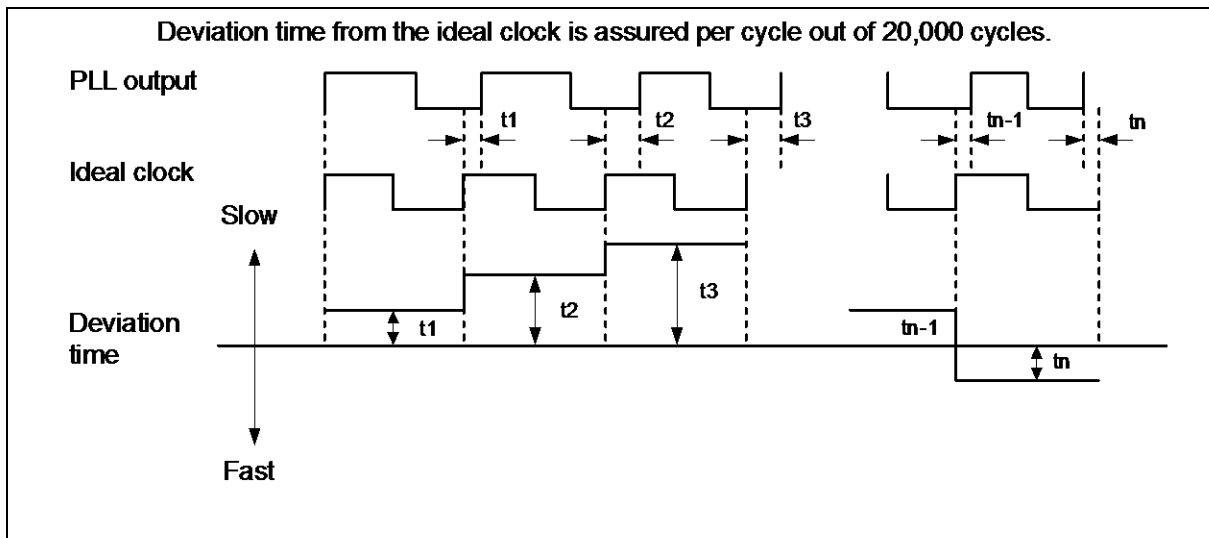 Deviation time from the ideal clock is assured per cycle out of 20,000 cycles.
PLL output
t1
t2
t3
tn-1
tn
Ideal clock
Slow
t1
t2
t3
Deviation
time
tn-1
tn
Fast